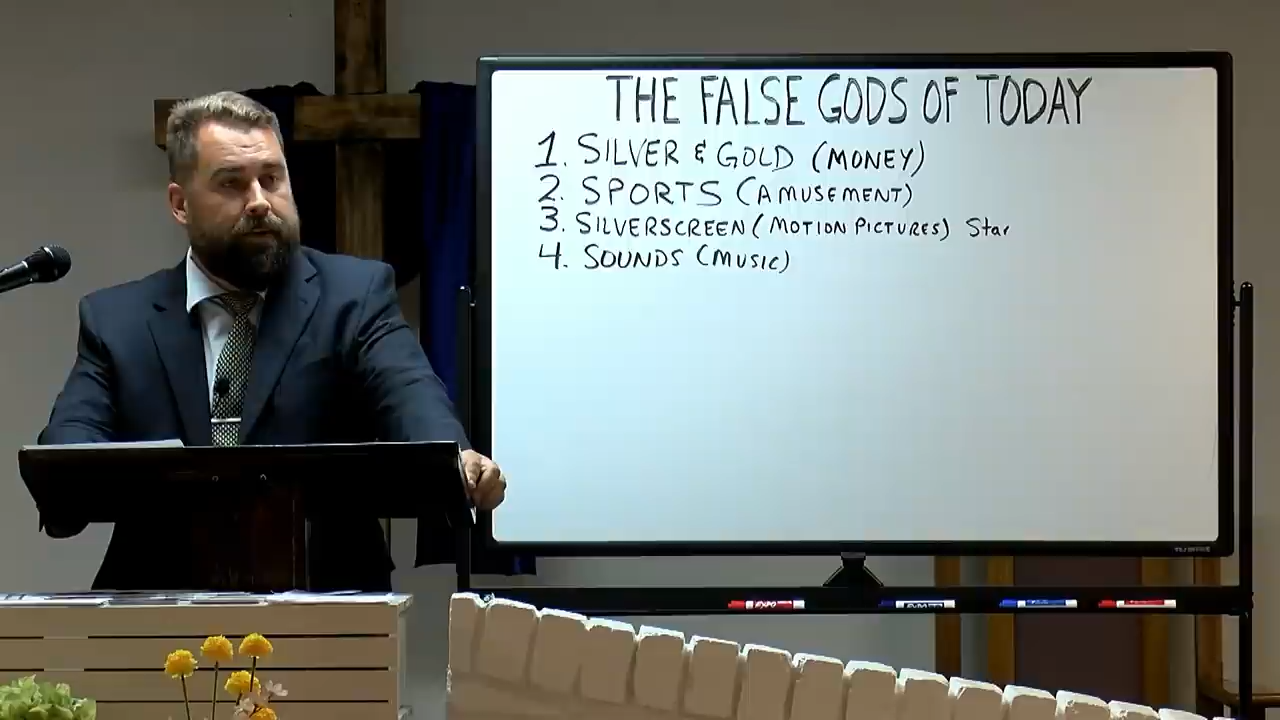 THE FALSE GODS OF TODAY
1. SILVER & GOLD (MONEY)
2. SPORTS (AMUSEMENT)
3. SILVERSCREEN (MOTION PICTURES) Star
4. SOUNDS (MUSIC)
EXPO